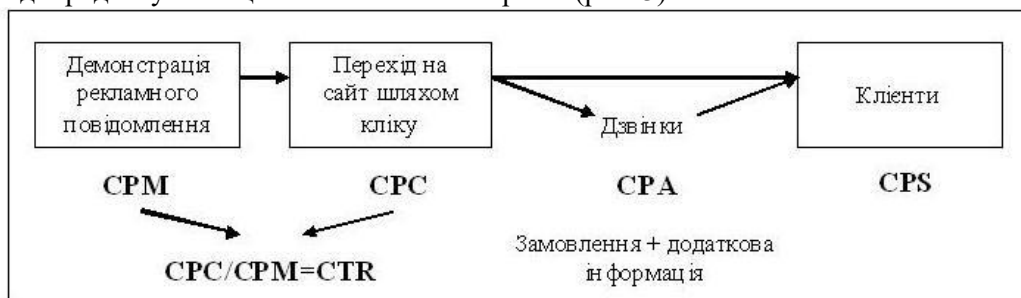 Демонстрація
рекламного
повідомлення
Перехід на
сайт шляхом
кліку
Дзвінки
Клієнти
CPM
CPC
CPA
CPS
CPC/CPM=CTR
Замовлення + додаткова
інформація